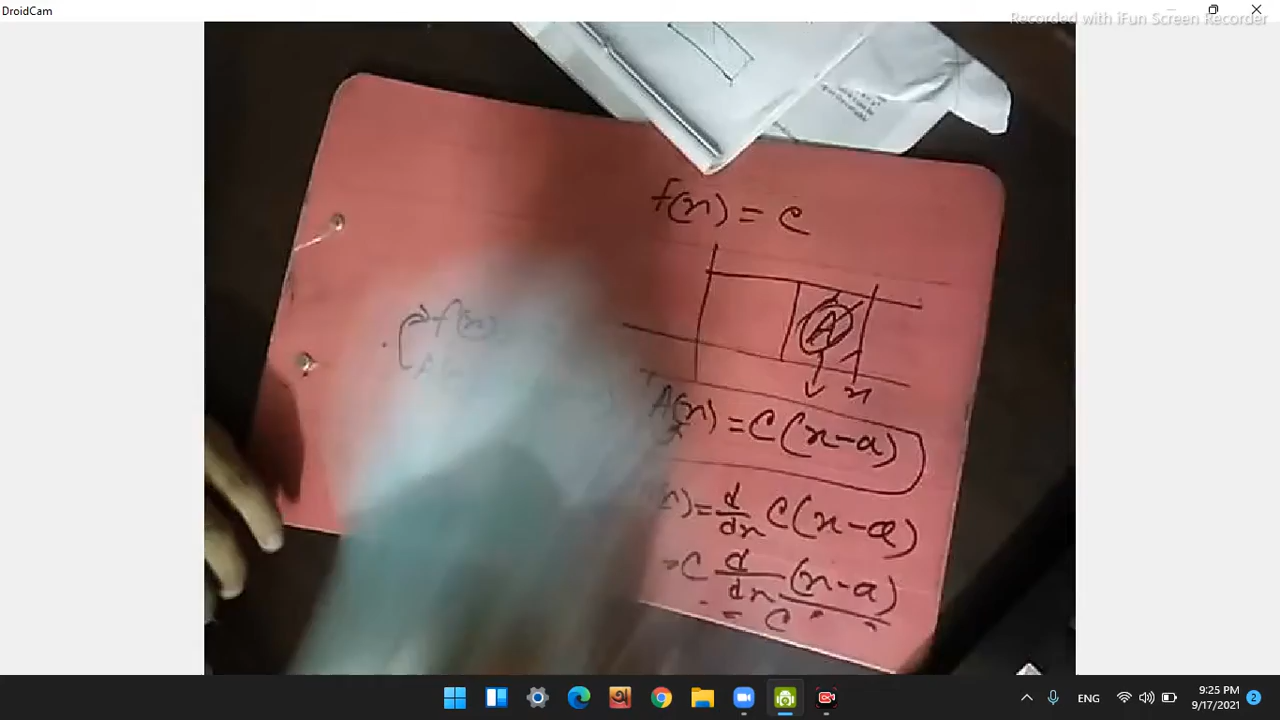 DroidCam
Recorded with iFun Screen Recorder
f(x) = c
A
x
A(x) = C(x-a)
= d/dx C(x-a)
= C d/dx (x-a)
= C
f(x)
ENG
9:25 PM
9/17/2021
2